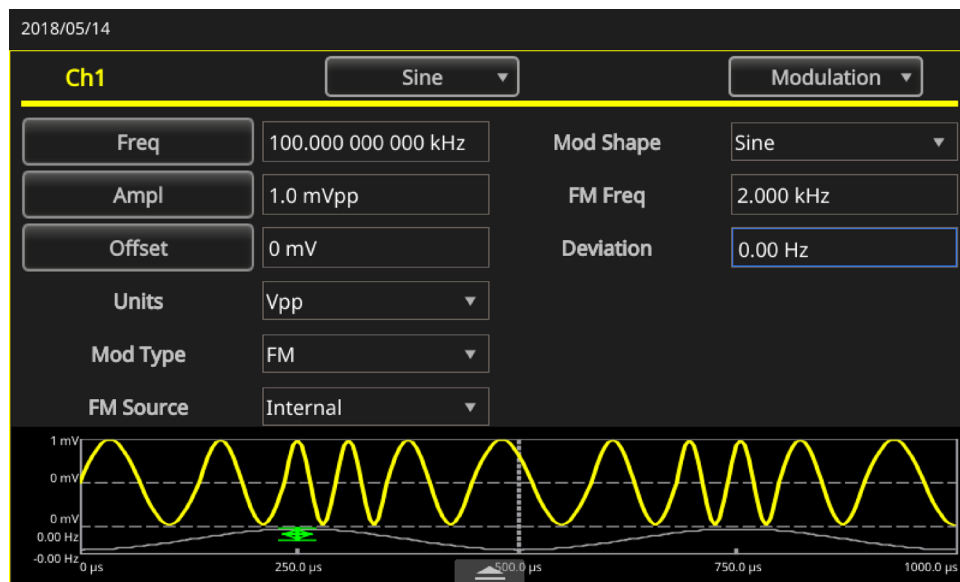 2018/05/14
Ch1 Sine Modulation
Freq 100.000 000 000 kHz Mod Shape Sine
Ampl 1.0 mVpp FM Freq 2.000 kHz
Offset 0 mV Deviation 0.00 Hz
Units Vpp
Mod Type FM
FM Source Internal
1 mV
0 mV
0 mV
0.00 Hz
-0.00 Hz
0 µs 250.0 µs 500.0 µs 750.0 µs 1000.0 µs